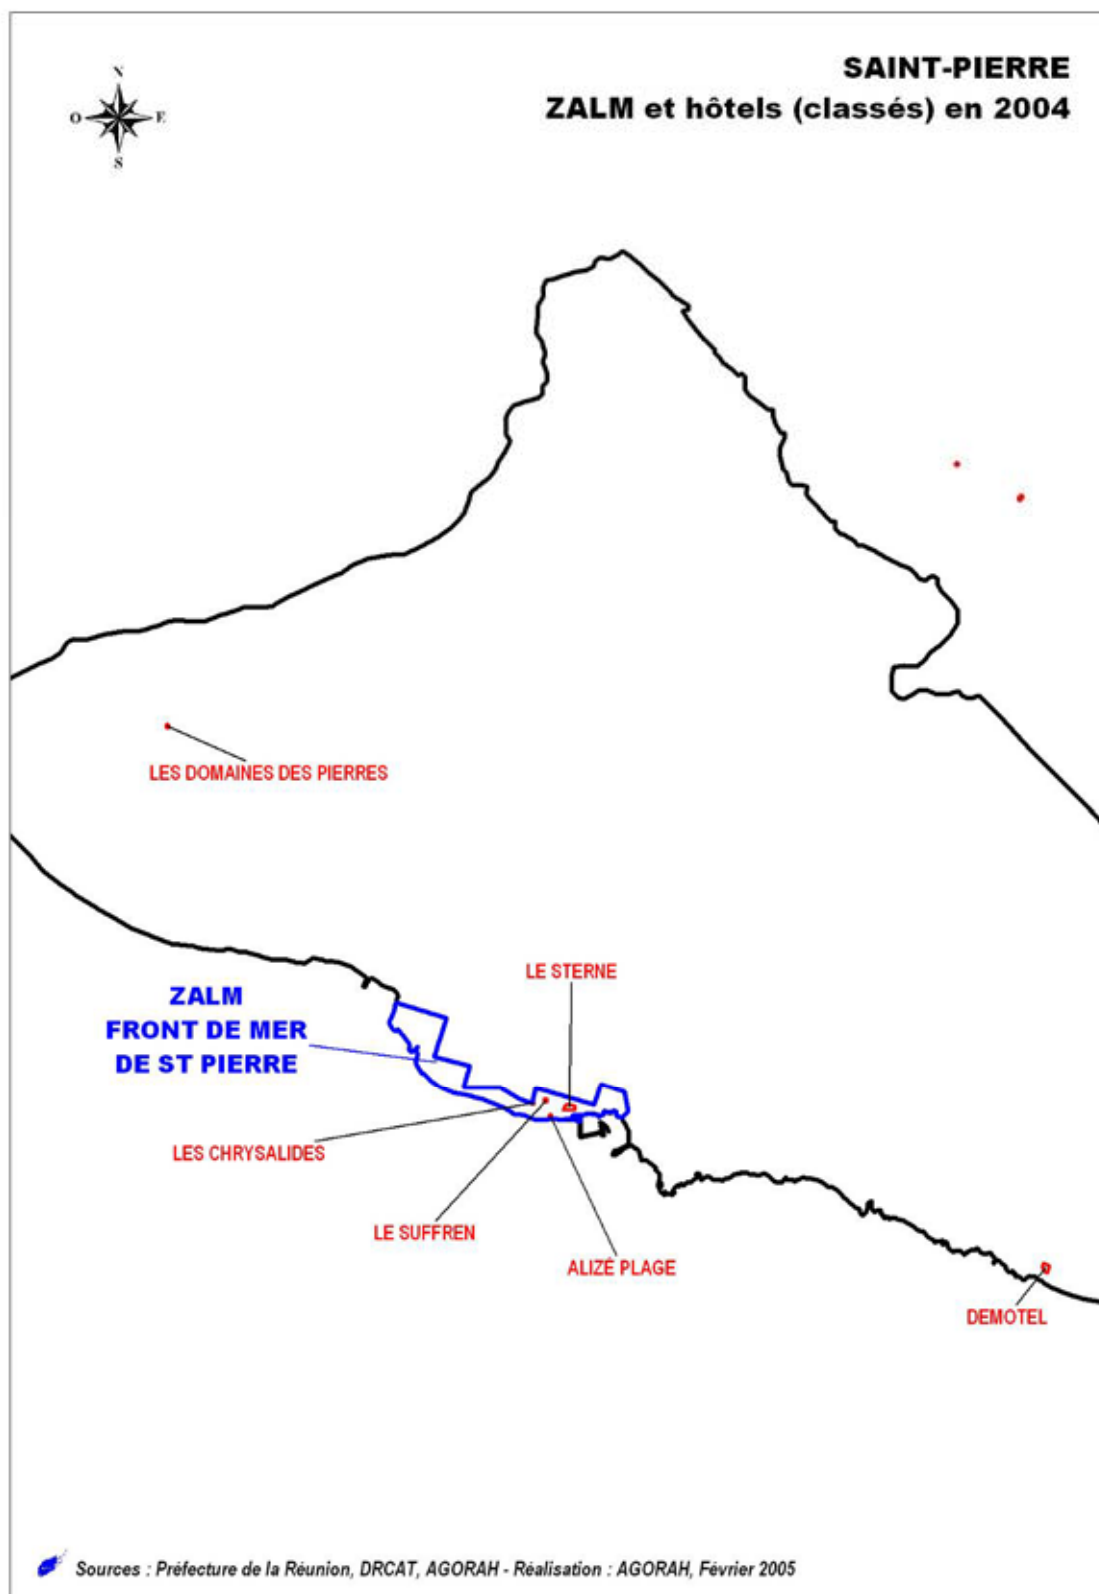 SAINT-PIERRE
ZALM et hôtels (classés) en 2004
N
O
E
S
LES DOMAINES DES PIERRES
LE STERNE
ZALM
FRONT DE MER
DE ST PIERRE
LES CHRYSALIDES
LE SUFFREN
ALIZÉ PLAGE
DEMOTEL
Sources : Préfecture de la Réunion, DRCAT, AGORAH - Réalisation : AGORAH, Février 2005